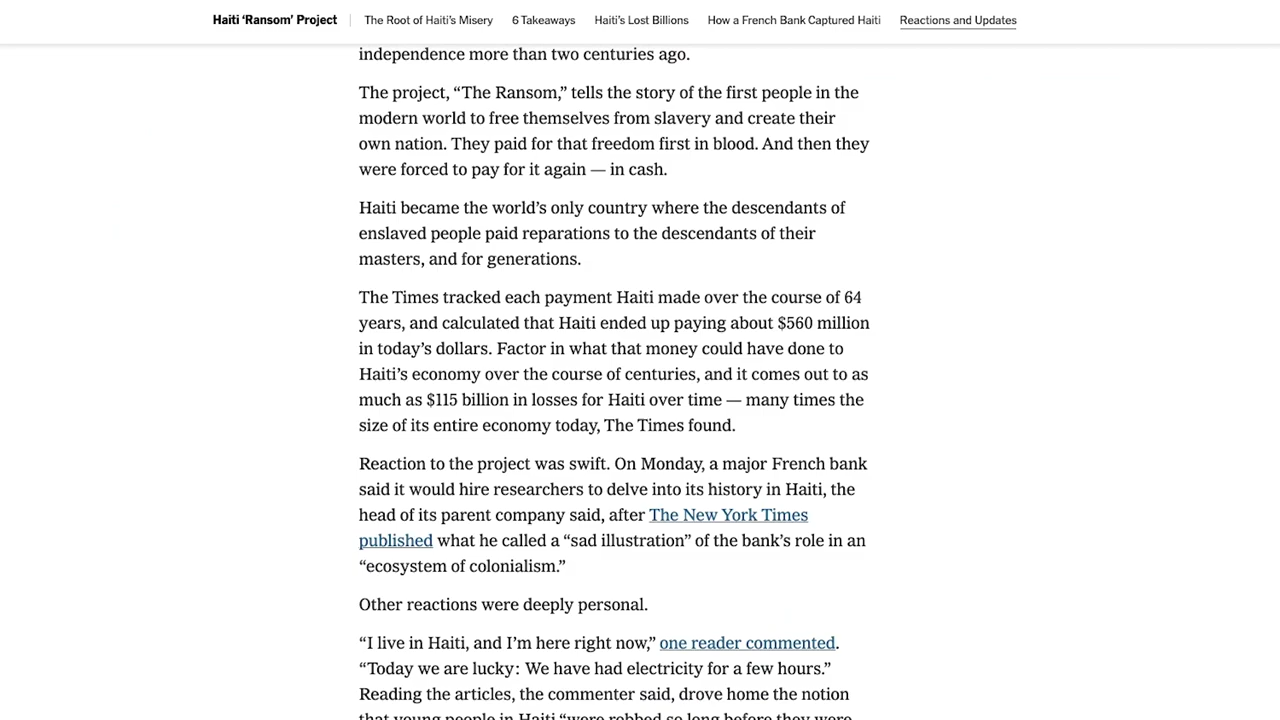 Haiti ‘Ransom’ Project The Root of Haiti’s Misery 6 Takeaways Haiti’s Lost Billions How a French Bank Captured Haiti Reactions and Updates
independence more than two centuries ago.
The project, “The Ransom,” tells the story of the first people in the
modern world to free themselves from slavery and create their
own nation. They paid for that freedom first in blood. And then they
were forced to pay for it again — in cash.
Haiti became the world’s only country where the descendants of
enslaved people paid reparations to the descendants of their
masters, and for generations.
The Times tracked each payment Haiti made over the course of 64
years, and calculated that Haiti ended up paying about $560 million
in today’s dollars. Factor in what that money could have done to
Haiti’s economy over the course of centuries, and it comes out to as
much as $115 billion in losses for Haiti over time — many times the
size of its entire economy today, The Times found.
Reaction to the project was swift. On Monday, a major French bank
said it would hire researchers to delve into its history in Haiti, the
head of its parent company said, after The New York Times
published what he called a “sad illustration” of the bank’s role in an
“ecosystem of colonialism.”
Other reactions were deeply personal.
“I live in Haiti, and I’m here right now,” one reader commented.
“Today we are lucky: We have had electricity for a few hours.”
Reading the articles, the commenter said, drove home the notion
that young people in Haiti “were robbed so long before they were